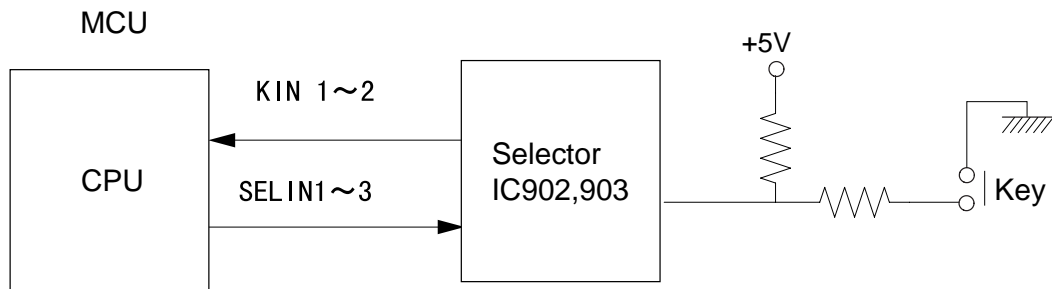 MCU
+5V
KIN 1～2
Selector
IC902,903
CPU
SELIN1～3
Key